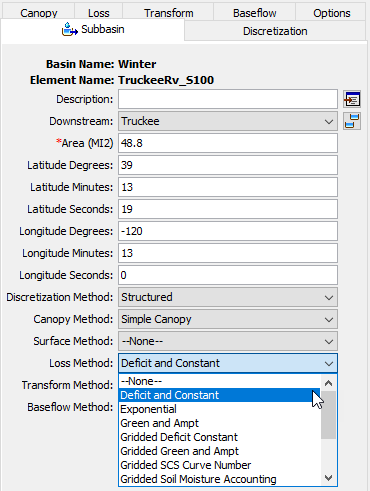 Canopy Loss Transform Baseflow Options
Subbasin Discretization
Basin Name: Winter
Element Name: TruckeeRv_S100
Description:
Downstream: Truckee
*Area (MI2) 48.8
Latitude Degrees: 39
Latitude Minutes: 13
Latitude Seconds: 19
Longitude Degrees: -120
Longitude Minutes: 13
Longitude Seconds: 0
Discretization Method: Structured
Canopy Method: Simple Canopy
Surface Method: --None--
Loss Method: Deficit and Constant
Transform Method: --None--
Deficit and Constant
Baseflow Method: Exponential
Green and Ampt
Gridded Deficit Constant
Gridded Green and Ampt
Gridded SCS Curve Number
Gridded Soil Moisture Accounting